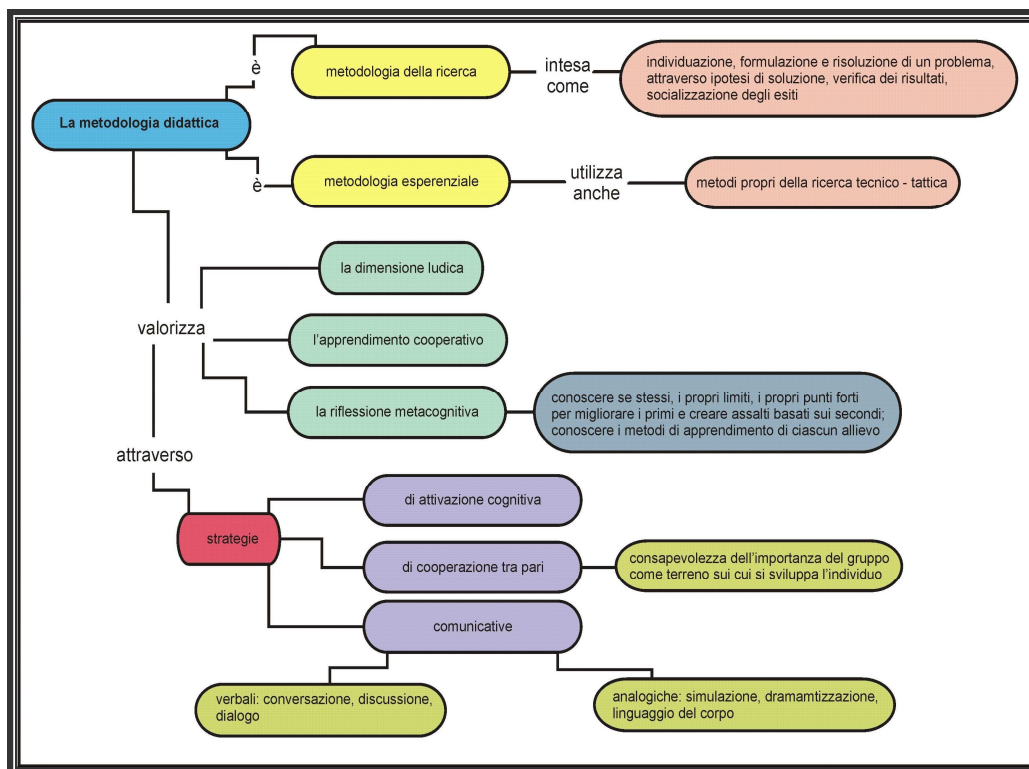 è
metodologia della ricerca
intesa
come
individuazione, formulazione e risoluzione di un problema,
attraverso ipotesi di soluzione, verifica dei risultati,
socializzazione degli esiti
La metodologia didattica
è
metodologia esperenziale
utilizza
anche
metodi propri della ricerca tecnico - tattica
valorizza
la dimensione ludica
l'apprendimento cooperativo
la riflessione metacognitiva
conoscere se stessi, i propri limiti, i propri punti forti
per migliorare i primi e creare assalti basati sui secondi;
conoscere i metodi di apprendimento di ciascun allievo
attraverso
strategie
di attivazione cognitiva
di cooperazione tra pari
consapevolezza dell'importanza del gruppo
come terreno sui cui si sviluppa l'individuo
comunicative
verbali: conversazione, discussione,
dialogo
analogiche: simulazione, dramamtizzazione,
linguaggio del corpo